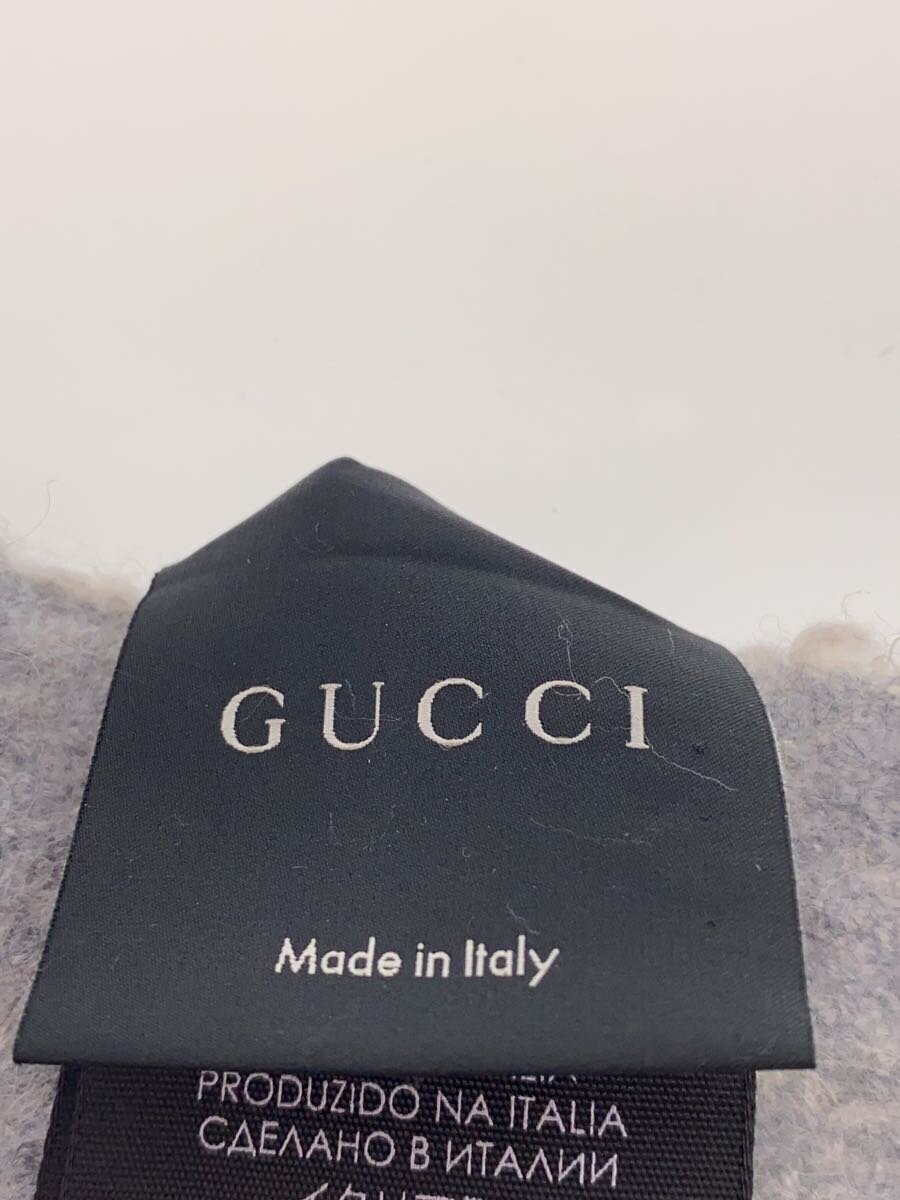 GUCCI
Made in Italy
PRODUZIDO NA ITALIA
СДЕЛАНО В ИТАЛИИ